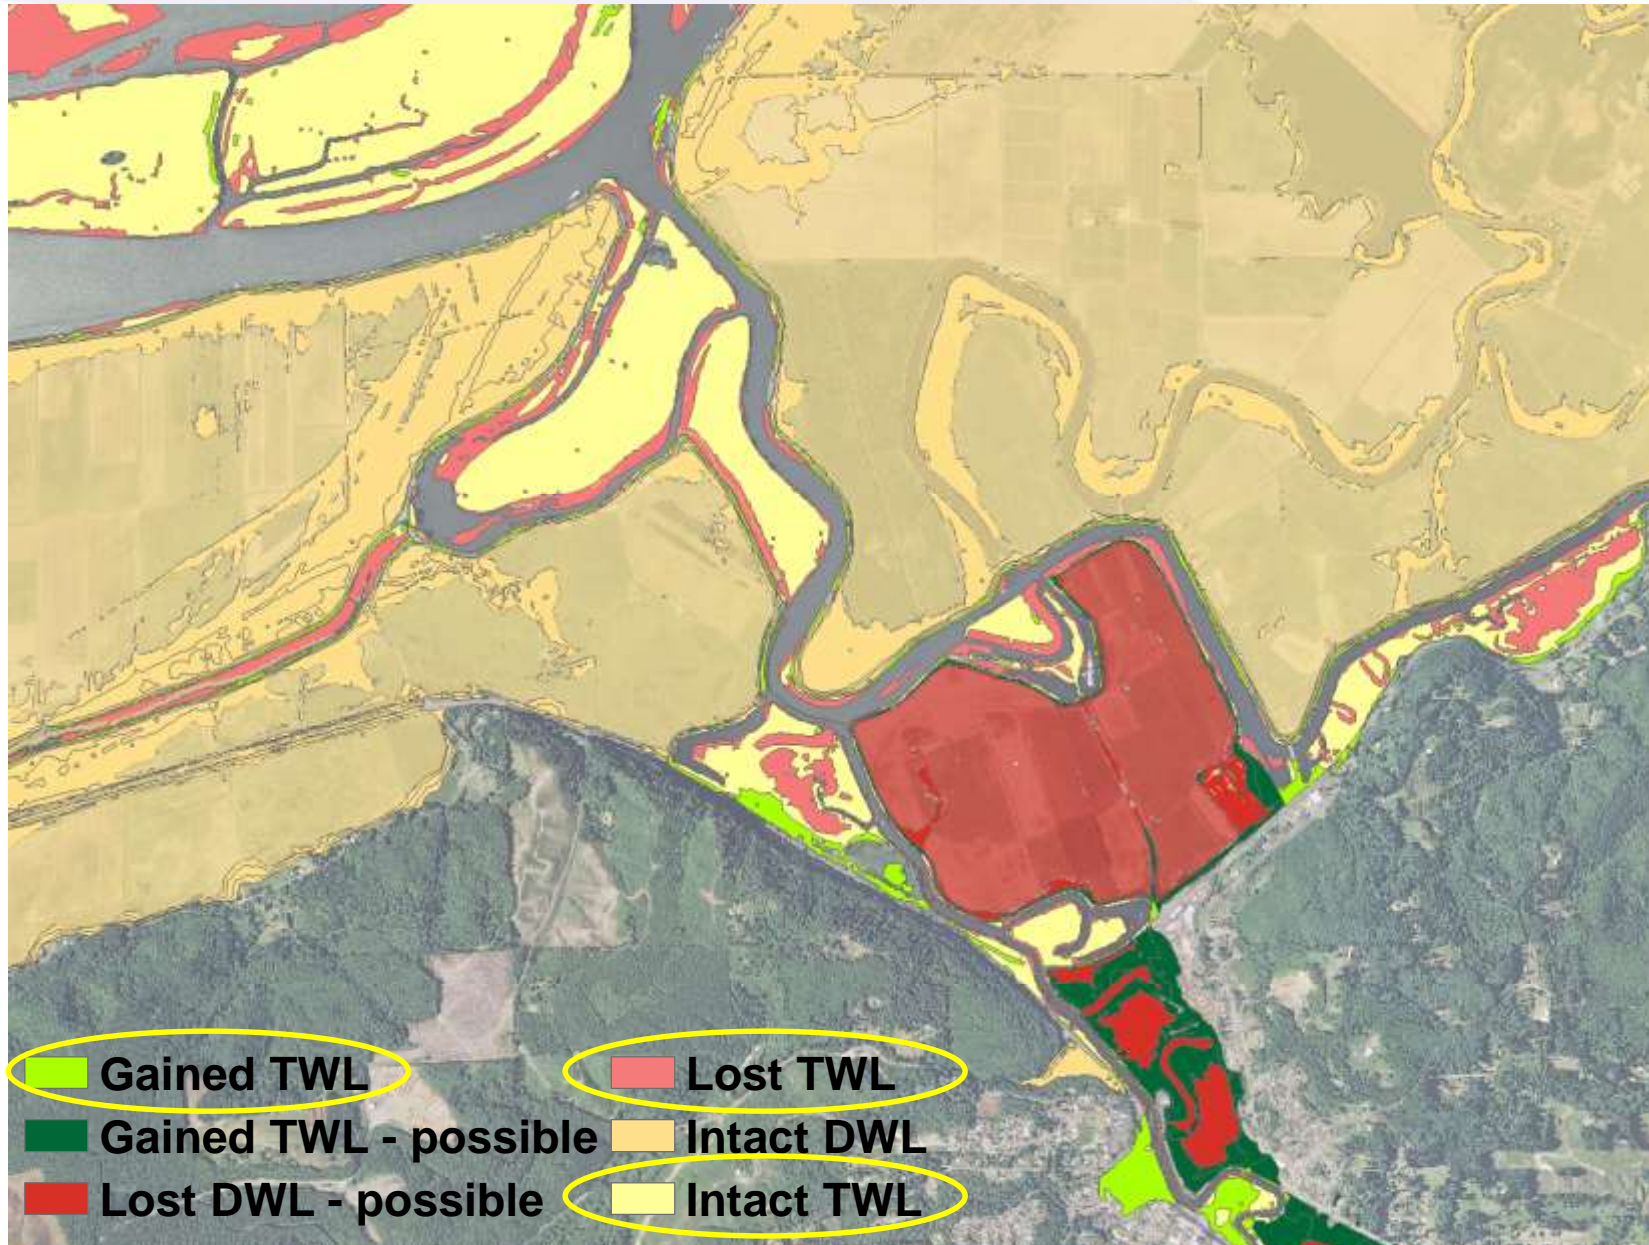 Gained TWL
Gained TWL - possible
Lost DWL - possible
Lost TWL
Intact DWL
Intact TWL